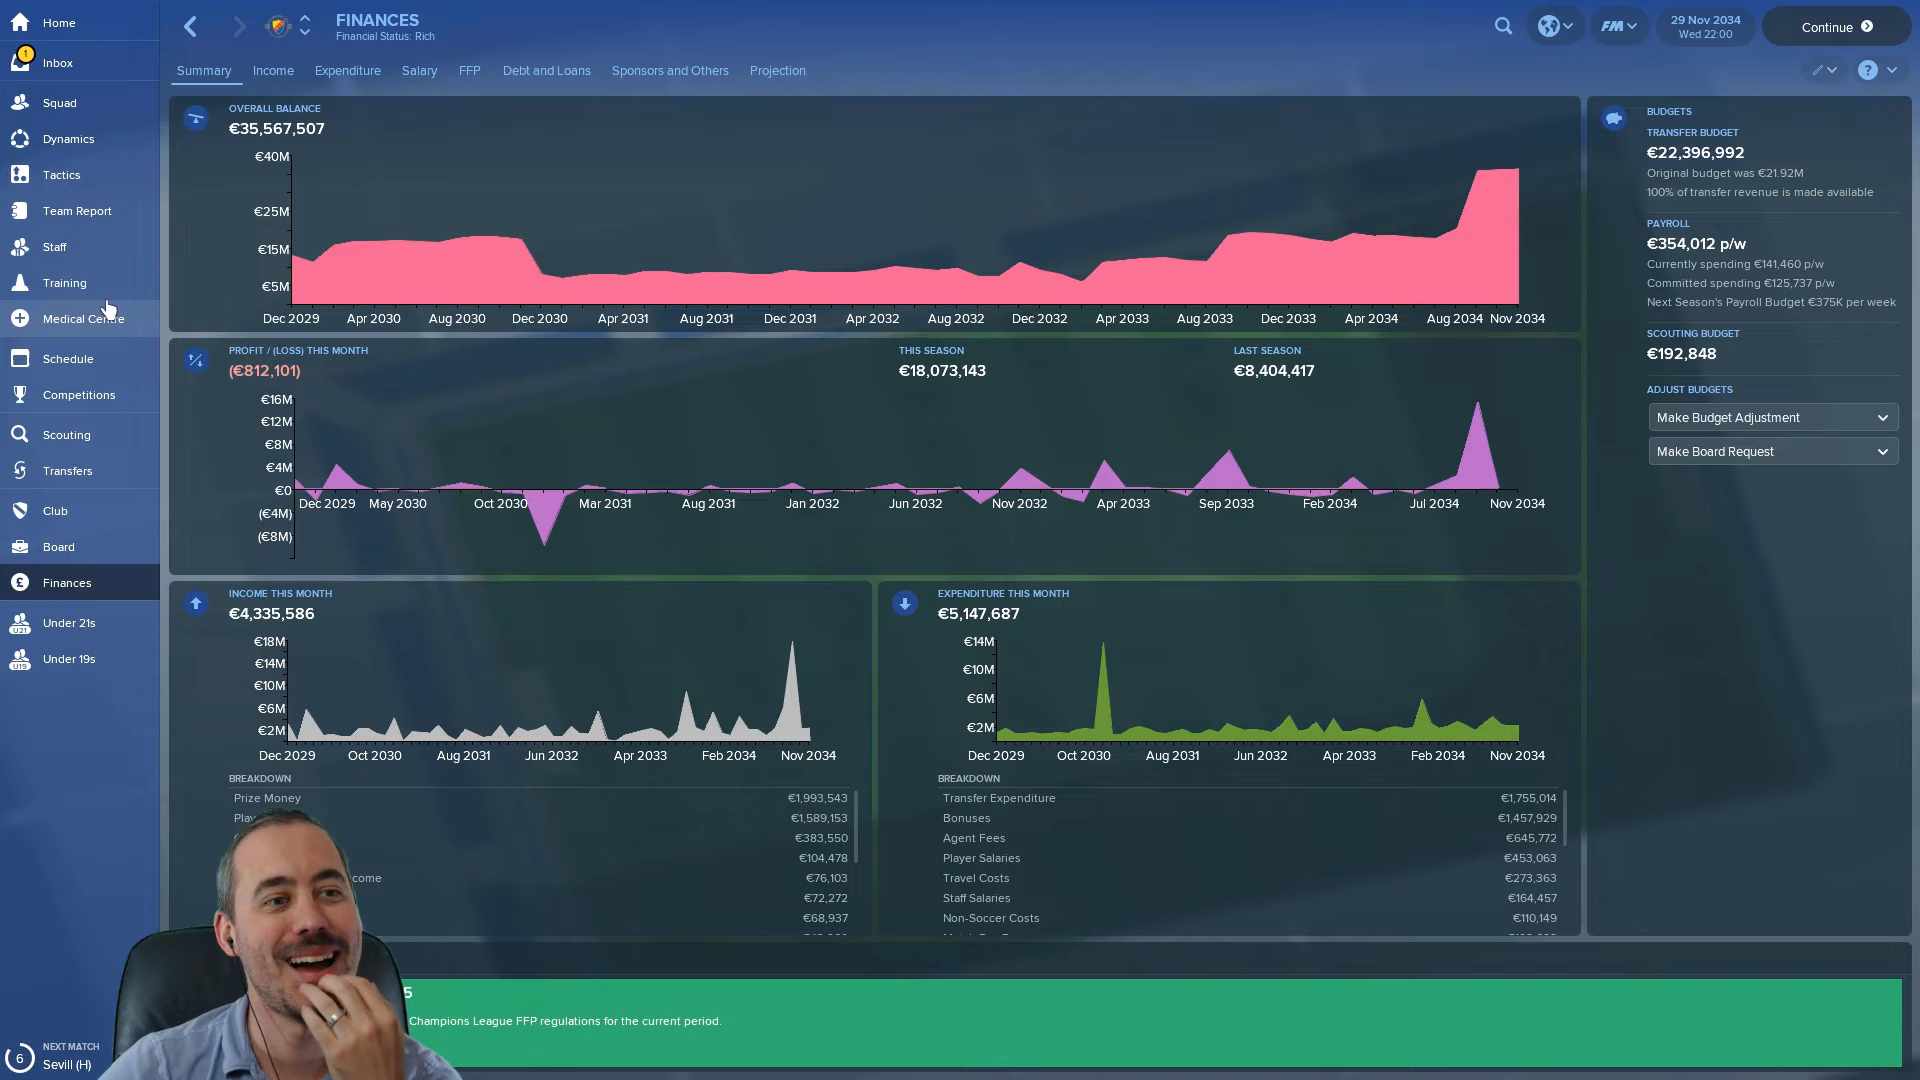 Home
1
Inbox
Squad
Dynamics
Tactics
Team Report
Staff
Training
Medical Centre
Schedule
Competitions
Scouting
Transfers
Club
Board
£
Finances
U21
Under 21s
U19
Under 19s
6
NEXT MATCH
Sevill (H)
FINANCES
Financial Status: Rich
FM
29 Nov 2034
Wed 22:00
Continue
Summary Income Expenditure Salary FFP Debt and Loans Sponsors and Others Projection
?
OVERALL BALANCE
€35,567,507
€40M
€25M
€15M
€5M
Dec 2029 Apr 2030 Aug 2030 Dec 2030 Apr 2031 Aug 2031 Dec 2031 Apr 2032 Aug 2032 Dec 2032 Apr 2033 Aug 2033 Dec 2033 Apr 2034 Aug 2034 Nov 2034
PROFIT / (LOSS) THIS MONTH
(€812,101)
THIS SEASON
€18,073,143
LAST SEASON
€8,404,417
€16M
€12M
€8M
€4M
€0
(€4M)
(€8M)
Dec 2029 May 2030 Oct 2030 Mar 2031 Aug 2031 Jan 2032 Jun 2032 Nov 2032 Apr 2033 Sep 2033 Feb 2034 Jul 2034 Nov 2034
INCOME THIS MONTH
€4,335,586
€18M
€14M
€10M
€6M
€2M
Dec 2029 Oct 2030 Aug 2031 Jun 2032 Apr 2033 Feb 2034 Nov 2034
BREAKDOWN
Prize Money €1,993,543
€1,589,153
€383,550
€104,478
€76,103
€72,272
€68,937
EXPENDITURE THIS MONTH
€5,147,687
€14M
€10M
€6M
€2M
Dec 2029 Oct 2030 Aug 2031 Jun 2032 Apr 2033 Feb 2034 Nov 2034
BREAKDOWN
Transfer Expenditure €1,755,014
Bonuses €1,457,929
Agent Fees €645,772
Player Salaries €453,063
Travel Costs €273,363
Staff Salaries €164,457
Non-Soccer Costs €110,149
5
Champions League FFP regulations for the current period.
BUDGETS
TRANSFER BUDGET
€22,396,992
Original budget was €21.92M
100% of transfer revenue is made available
PAYROLL
€354,012 p/w
Currently spending €141,460 p/w
Committed spending €125,737 p/w
Next Season's Payroll Budget €375K per week
SCOUTING BUDGET
€192,848
ADJUST BUDGETS
Make Budget Adjustment
Make Board Request